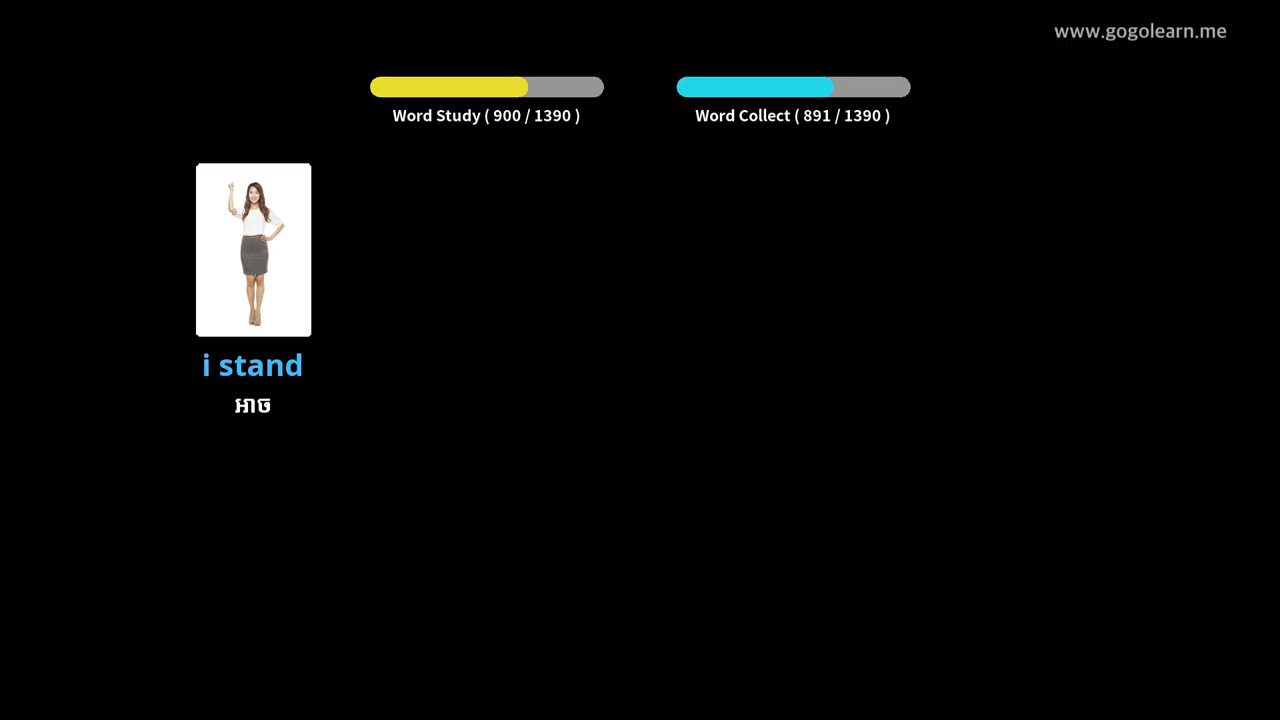 www.gogolearn.me
Word Study ( 900 / 1390 )
Word Collect ( 891 / 1390 )
i stand
អាច